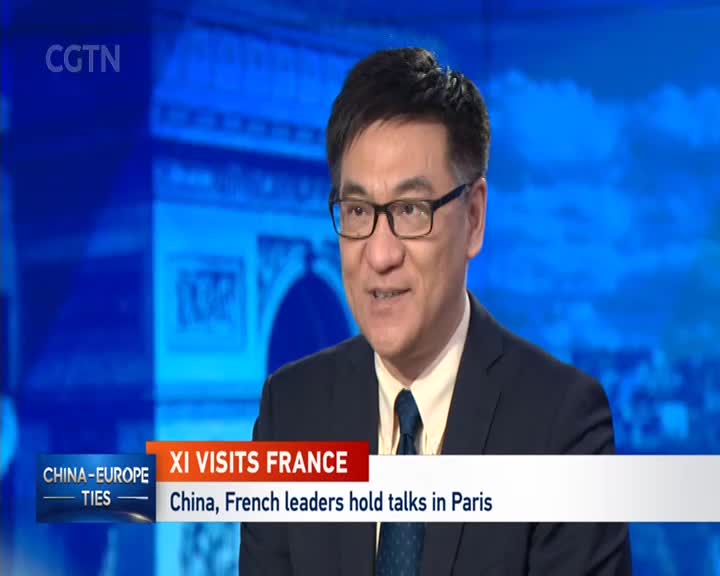 CGTN
XI VISITS FRANCE
CHINA-EUROPE
TIES
China, French leaders hold talks in Paris